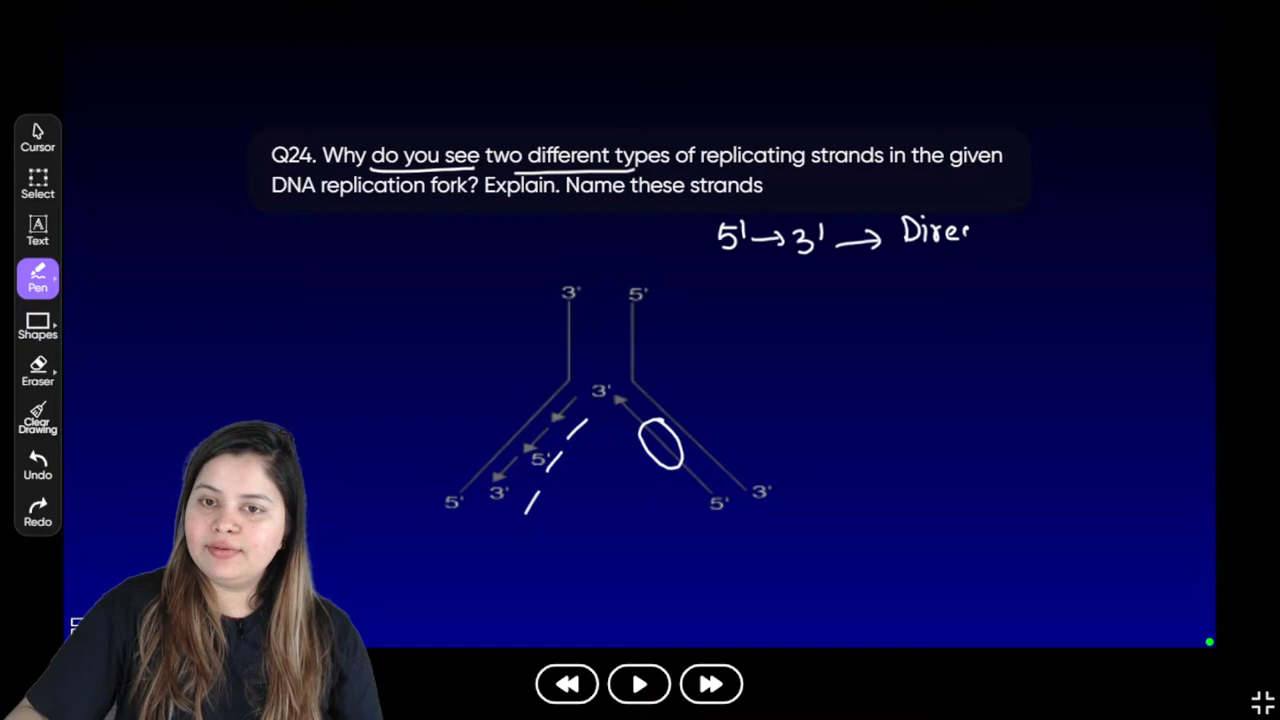 Cursor
Select
Text
Pen
Shapes
Eraser
Clear
Drawing
Undo
Redo
Q24. Why do you see two different types of replicating strands in the given
DNA replication fork? Explain. Name these strands
5' → 3' → Direc
3' 5'
3'
5'
5' 3' 5' 3'